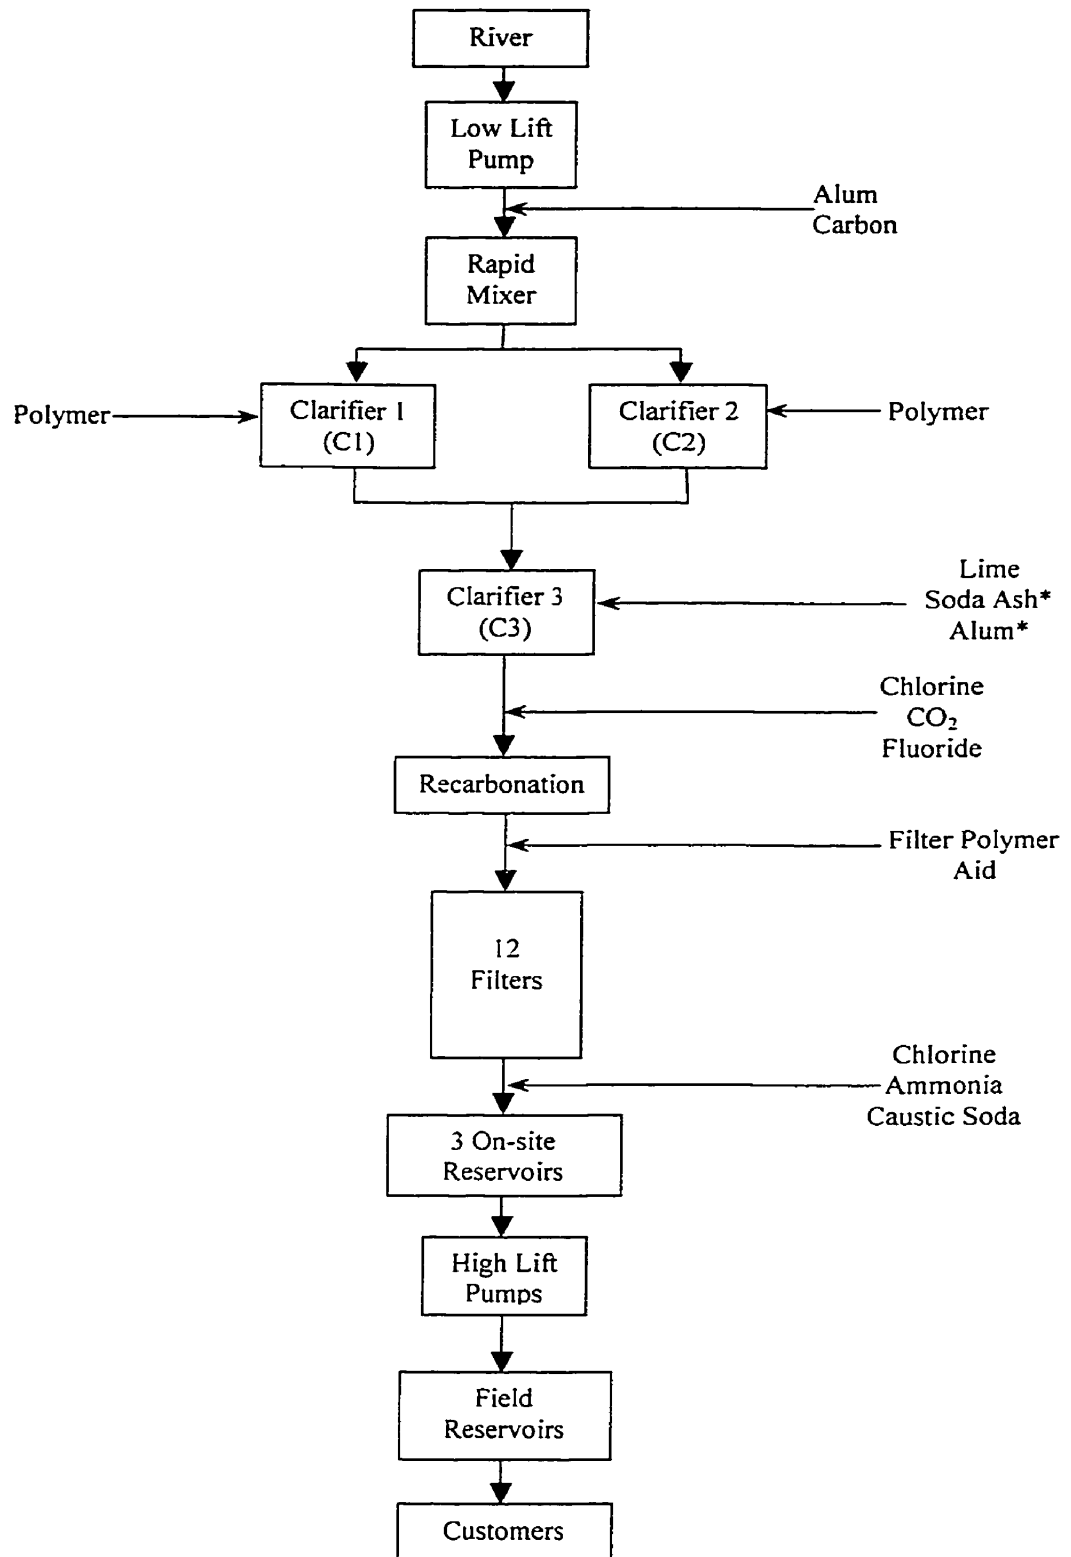 River
Low Lift
Pump
Alum
Carbon
Rapid
Mixer
Polymer
Clarifier 1
(C1)
Clarifier 2
(C2)
Polymer
Clarifier 3
(C3)
Lime
Soda Ash*
Alum*
Chlorine
CO₂
Fluoride
Recarbonation
Filter Polymer
Aid
12
Filters
Chlorine
Ammonia
Caustic Soda
3 On-site
Reservoirs
High Lift
Pumps
Field
Reservoirs
Customers